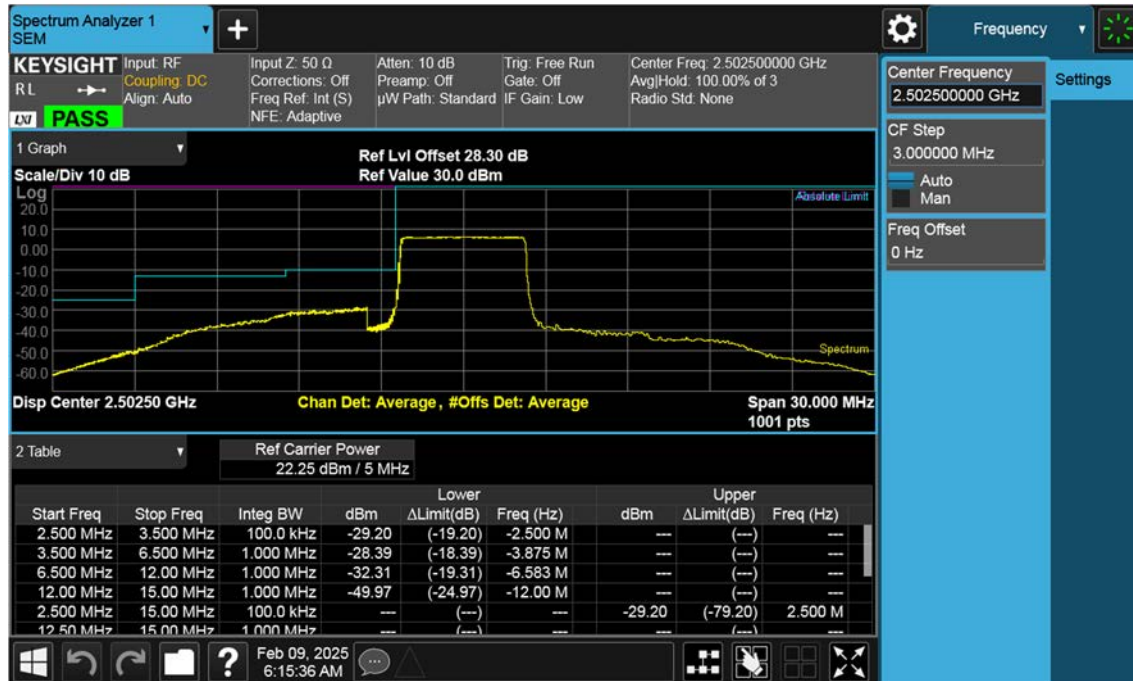 Spectrum Analyzer 1
SEM
Frequency
KEYSIGHT
R L
LXI
PASS
Input: RF
Coupling: DC
Align: Auto
Input Z: 50 Ω
Corrections: Off
Freq Ref: Int (S)
NFE: Adaptive
Atten: 10 dB
Preamp: Off
µW Path: Standard
Trig: Free Run
Gate: Off
IF Gain: Low
Center Freq: 2.502500000 GHz
Avg|Hold: 100.00% of 3
Radio Std: None
Center Frequency
2.502500000 GHz
Settings
CF Step
3.000000 MHz
Auto
Man
Freq Offset
0 Hz
1 Graph
Scale/Div 10 dB
Ref Lvl Offset 28.30 dB
Ref Value 30.0 dBm
Log
20.0
10.0
0.00
-10.0
-20.0
-30.0
-40.0
-50.0
-60.0
Absolute Limit
Spectrum
Disp Center 2.50250 GHz
Chan Det: Average , #Offs Det: Average
Span 30.000 MHz
1001 pts
2 Table
Ref Carrier Power
22.25 dBm / 5 MHz
Lower Upper
Start Freq Stop Freq Integ BW dBm ΔLimit(dB) Freq (Hz) dBm ΔLimit(dB) Freq (Hz)
2.500 MHz 3.500 MHz 100.0 kHz -29.20 (-19.20) -2.500 M --- (---) ---
3.500 MHz 6.500 MHz 1.000 MHz -28.39 (-18.39) -3.875 M --- (---) ---
6.500 MHz 12.00 MHz 1.000 MHz -32.31 (-19.31) -6.583 M --- (---) ---
12.00 MHz 15.00 MHz 1.000 MHz -49.97 (-24.97) -12.00 M --- (---) ---
2.500 MHz 15.00 MHz 100.0 kHz --- (---) --- -29.20 (-79.20) 2.500 M
12.50 MHz 15.00 MHz 1.000 MHz --- (---) --- --- (---) ---
Feb 09, 2025
6:15:36 AM